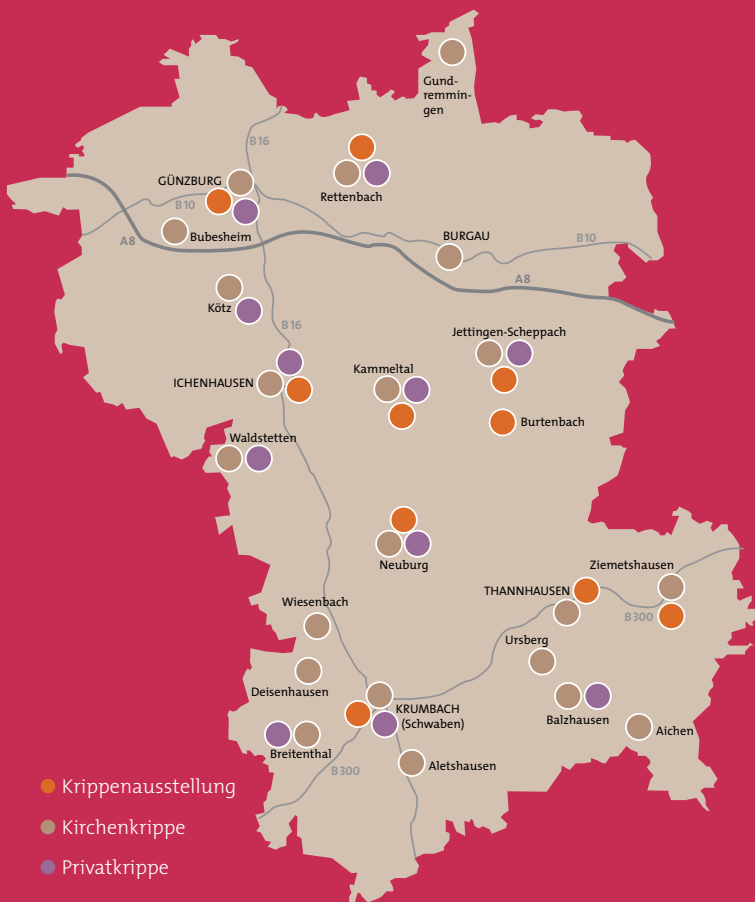 Gund-
remmin-
gen
B16
GÜNZBURG
Rettenbach
B10
Bubesheim
A8
BURGAU
B10
A8
Kötz
B16
Jettingen-Scheppach
ICHENHAUSEN
Kammeltal
Burtenbach
Waldstetten
Neuburg
Ziemetshausen
THANNHAUSEN
B300
Wiesenbach
Ursberg
Deisenhausen
KRUMBACH
(Schwaben)
Balzhausen
Aichen
Breitenthal
Aletshausen
B300
Krippenausstellung
Kirchenkrippe
Privatkrippe